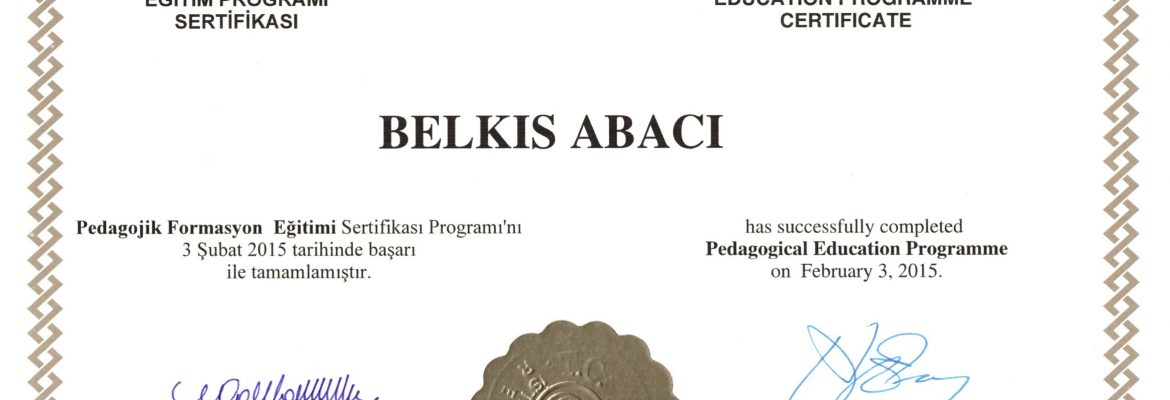 EĞİTİM PROGRAMI
SERTİFİKASI
EDUCATION PROGRAMME
CERTIFICATE
BELKIS ABACI
Pedagojik Formasyon Eğitimi Sertifikası Programı'nı
3 Şubat 2015 tarihinde başarı
ile tamamlamıştır.
has successfully completed
Pedagogical Education Programme
on February 3, 2015.
T.C.